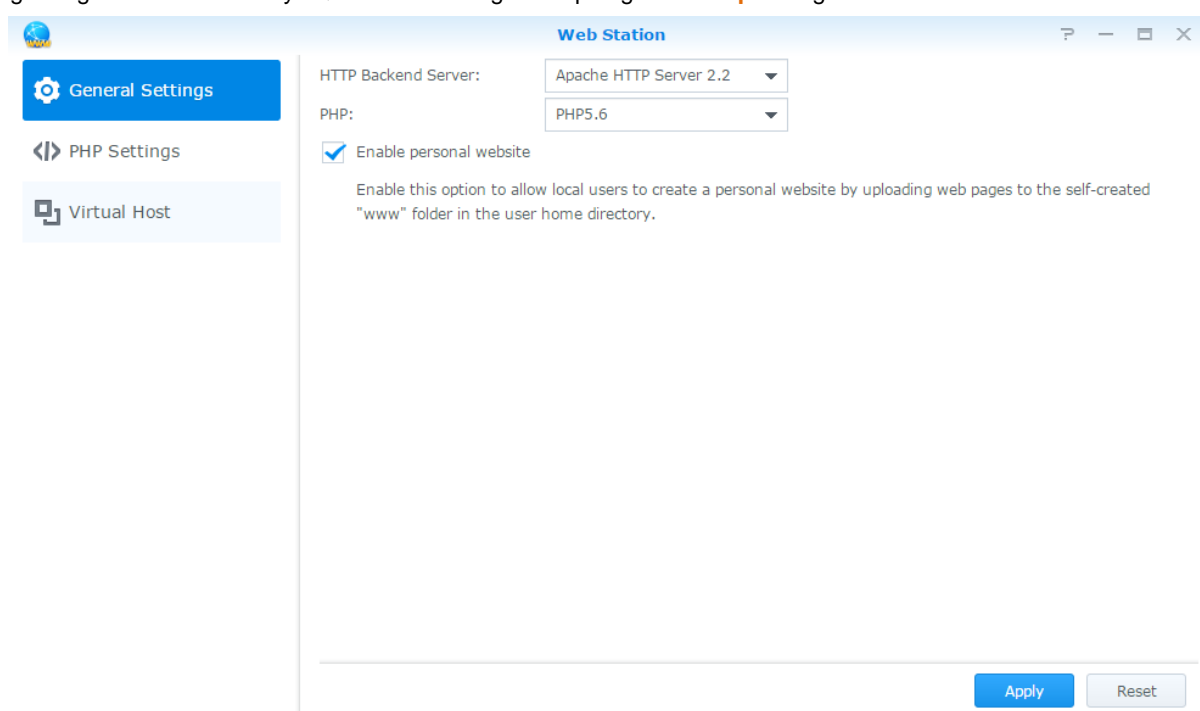 Web Station
General Settings
PHP Settings
Virtual Host
HTTP Backend Server:
Apache HTTP Server 2.2
PHP:
PHP5.6
Enable personal website
Enable this option to allow local users to create a personal website by uploading web pages to the self-created
"www" folder in the user home directory.
Apply
Reset